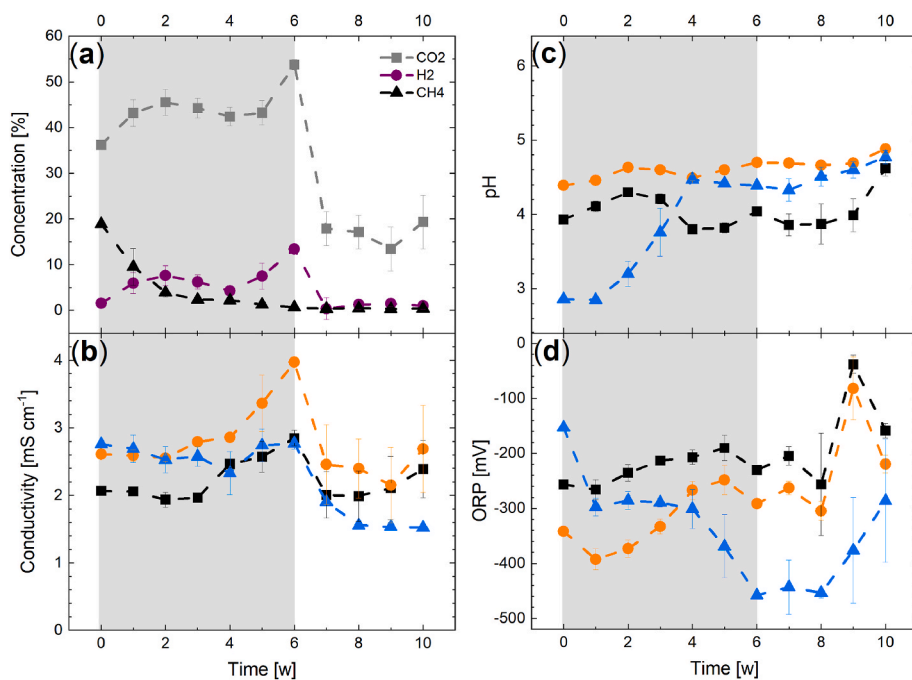 0 2 4 6 8 10
0 2 4 6 8 10
(a)
CO2
H2
CH4
60
50
40
30
20
10
0
Concentration [%]
(c)
6
5
4
3
pH
(b)
4
3
2
1
0
Conductivity [mS cm⁻¹]
(d)
0
-100
-200
-300
-400
-500
ORP [mV]
0 2 4 6 8 10
Time [w]
0 2 4 6 8 10
Time [w]